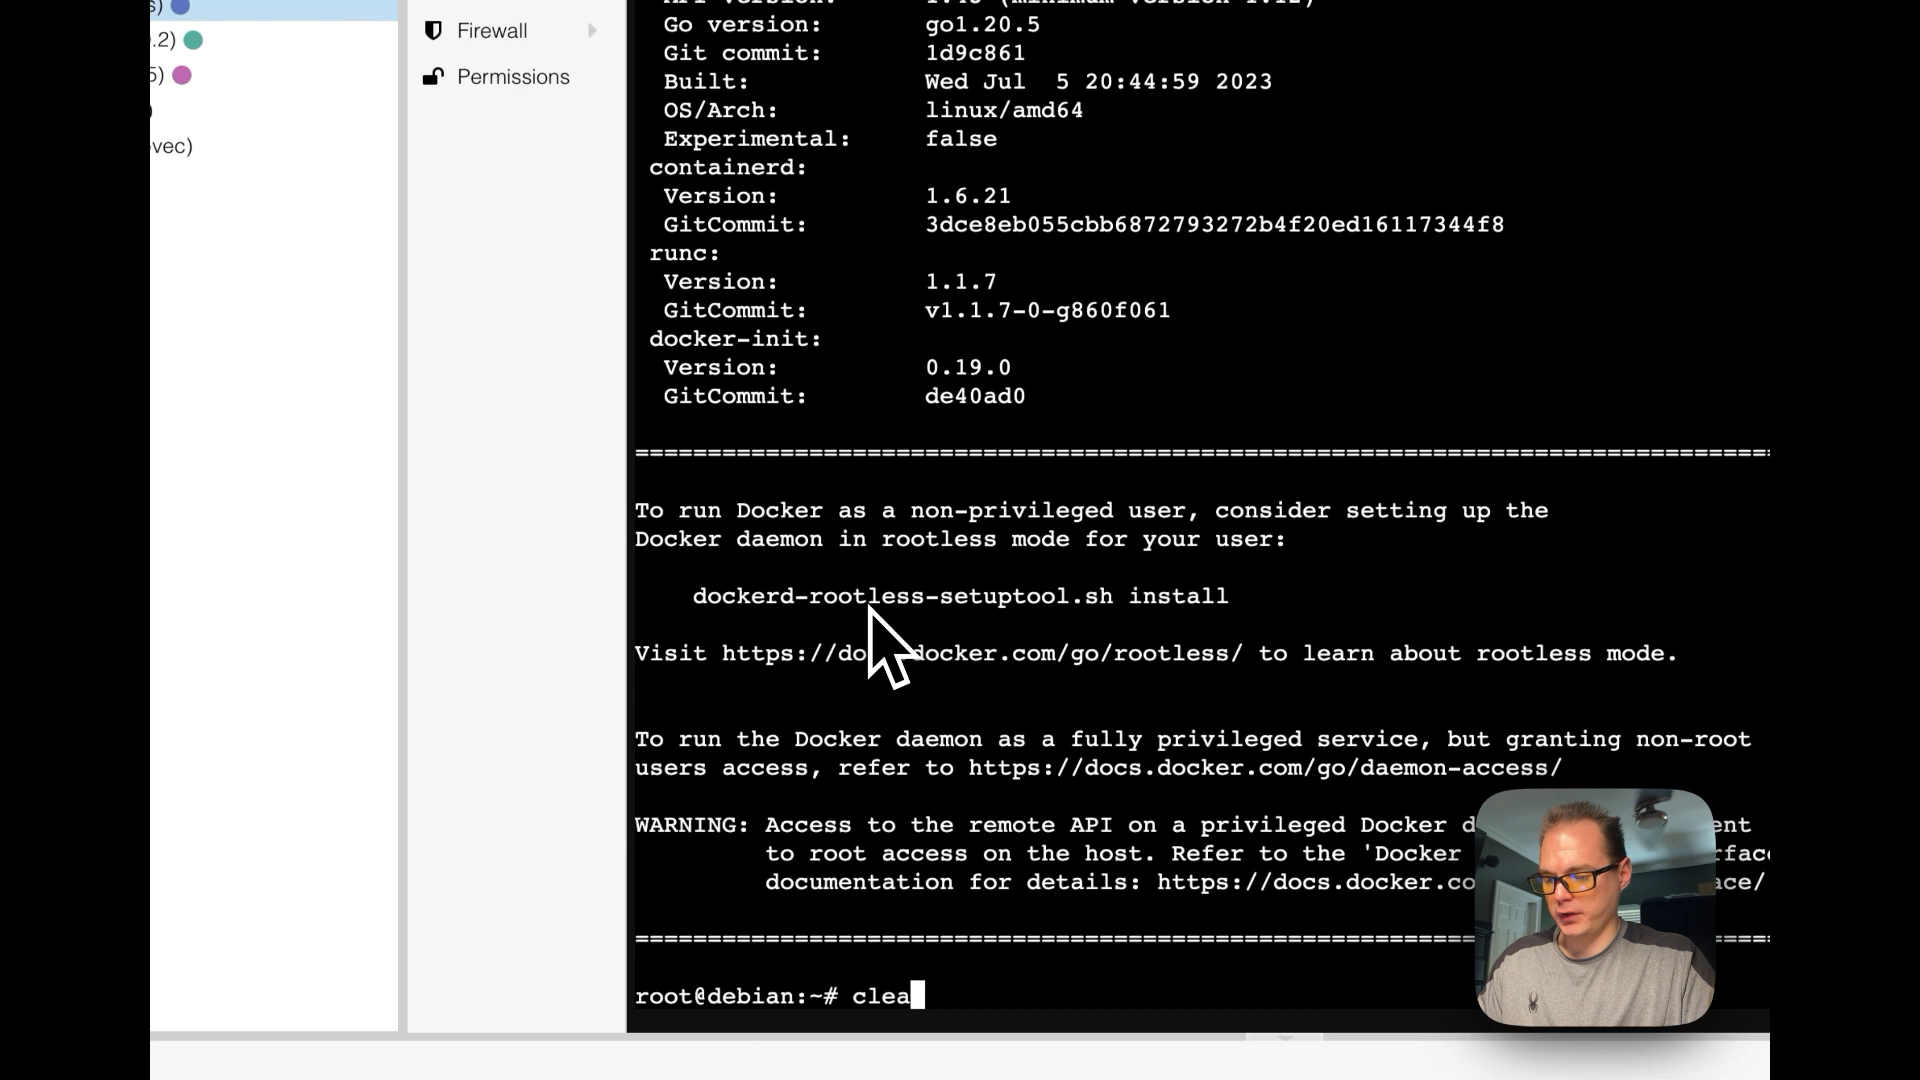 s)
.2)
5)
)
vec)
Firewall
Permissions
Go version: go1.20.5
Git commit: 1d9c861
Built: Wed Jul  5 20:44:59 2023
OS/Arch: linux/amd64
Experimental: false
containerd:
Version: 1.6.21
GitCommit: 3dce8eb055cbb6872793272b4f20ed16117344f8
runc:
Version: 1.1.7
GitCommit: v1.1.7-0-g860f061
docker-init:
Version: 0.19.0
GitCommit: de40ad0
================================================================================
To run Docker as a non-privileged user, consider setting up the
Docker daemon in rootless mode for your user:
dockerd-rootless-setuptool.sh install
Visit https://do docker.com/go/rootless/ to learn about rootless mode.
To run the Docker daemon as a fully privileged service, but granting non-root
users access, refer to https://docs.docker.com/go/daemon-access/
WARNING: Access to the remote API on a privileged Docker d ent
to root access on the host. Refer to the 'Docker rface
documentation for details: https://docs.docker.co ace/
================================================================================
root@debian:~# clea